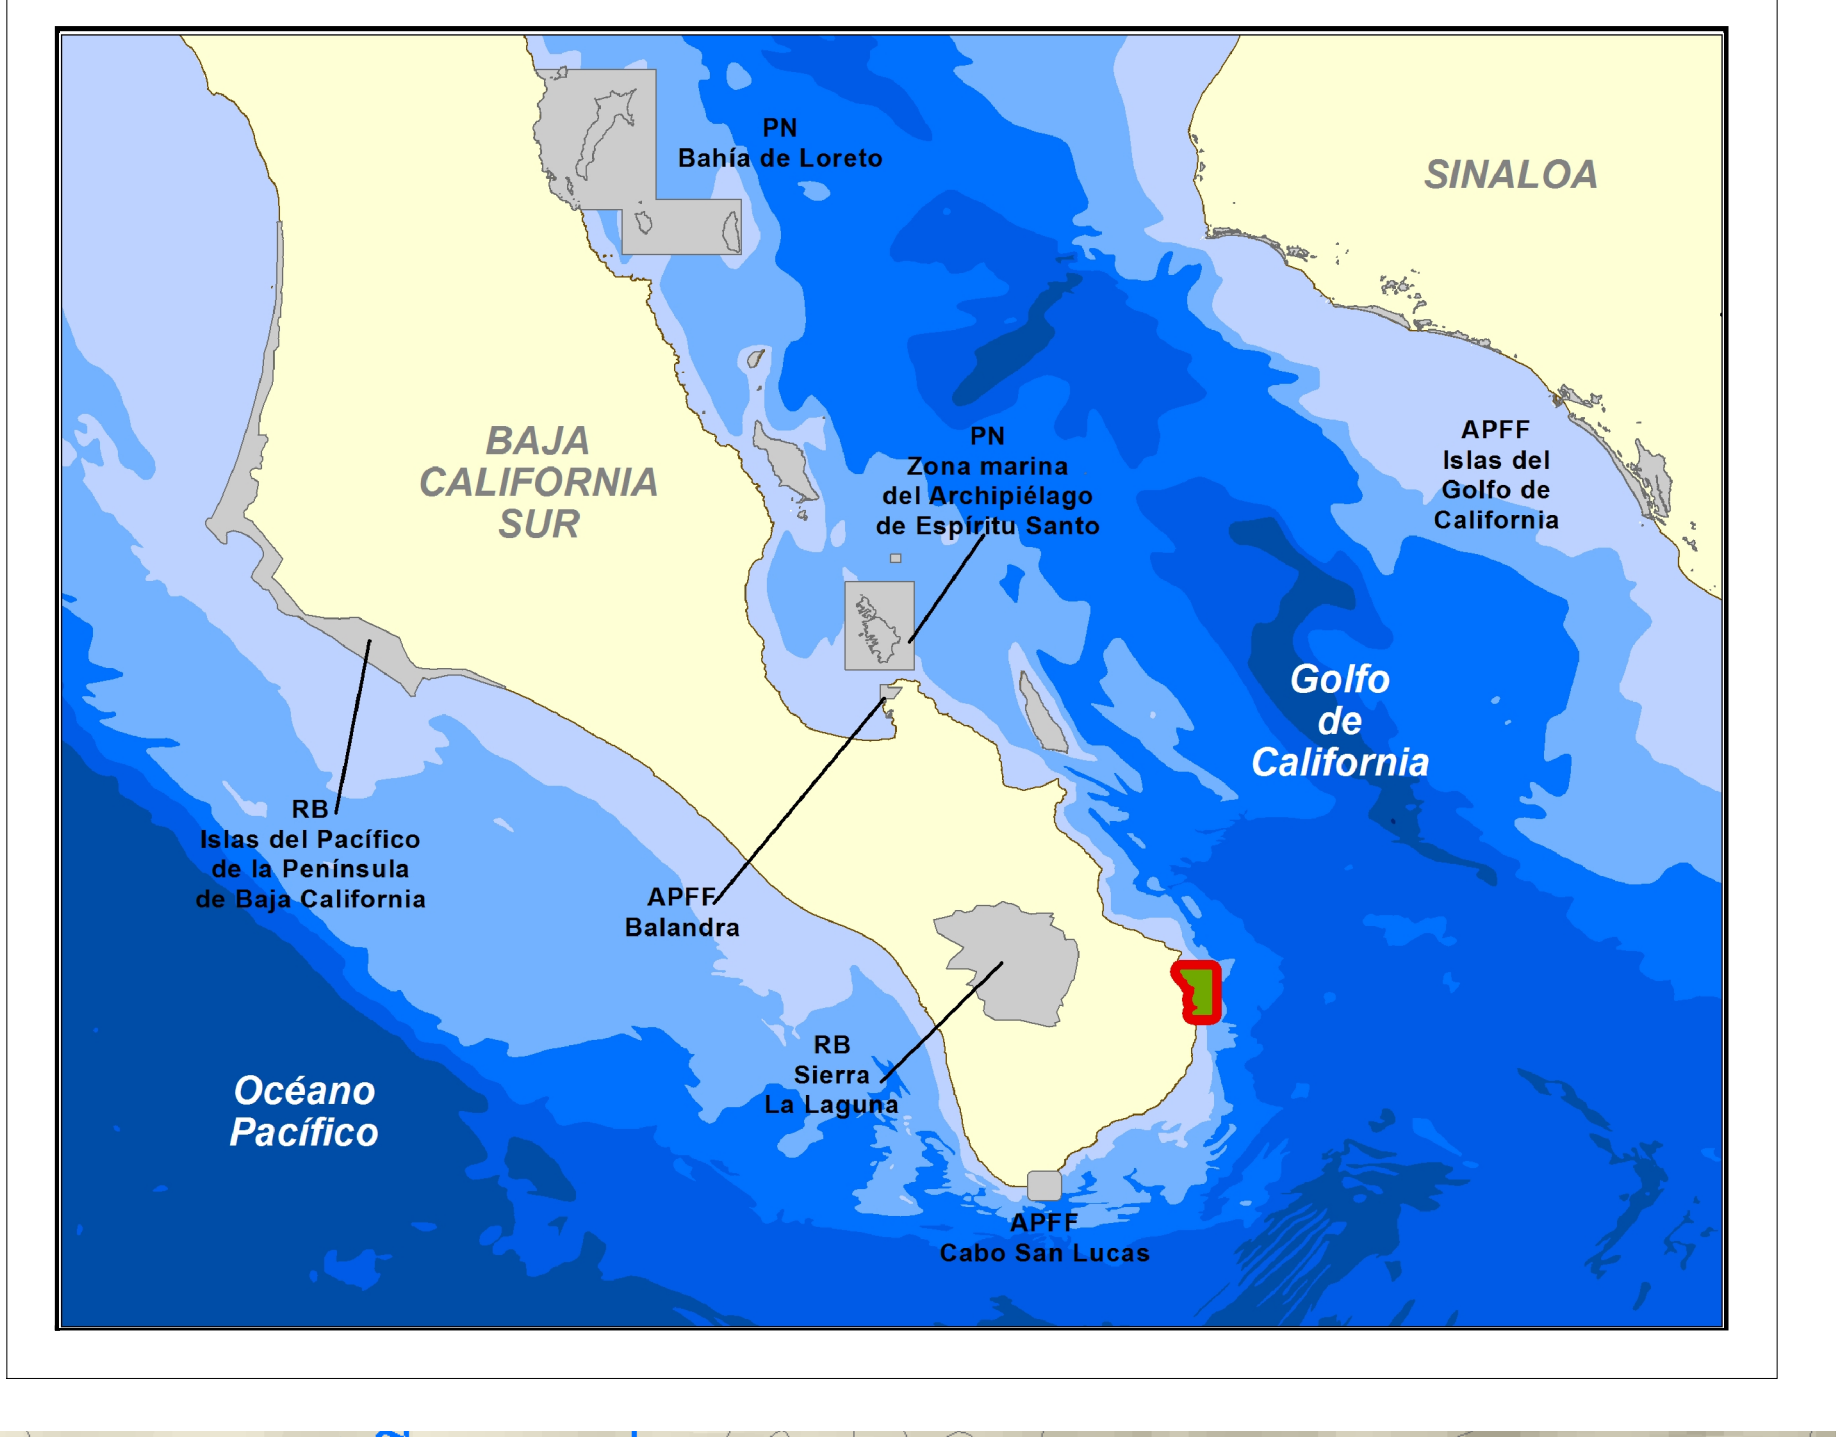 PN
Bahía de Loreto
SINALOA
BAJA
CALIFORNIA
SUR
PN
Zona marina
del Archipiélago
de Espíritu Santo
APFF
Islas del
Golfo de
California
Golfo
de
California
RB
Islas del Pacífico
de la Península
de Baja California
APFF
Balandra
RB
Sierra
La Laguna
Océano
Pacífico
APFF
Cabo San Lucas